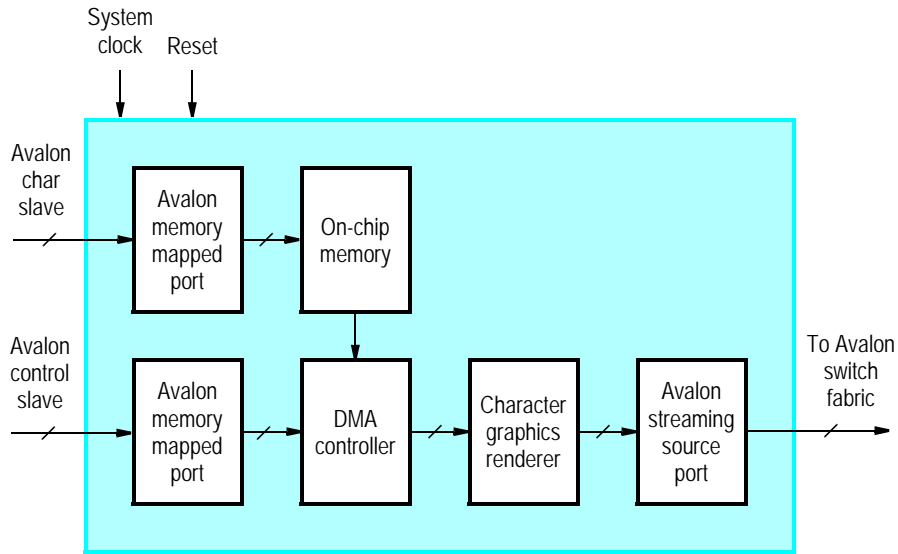 System
clock
Reset
Avalon
char
slave
Avalon
memory
mapped
port
On-chip
memory
Avalon
control
slave
Avalon
memory
mapped
port
DMA
controller
Character
graphics
renderer
Avalon
streaming
source
port
To Avalon
switch
fabric